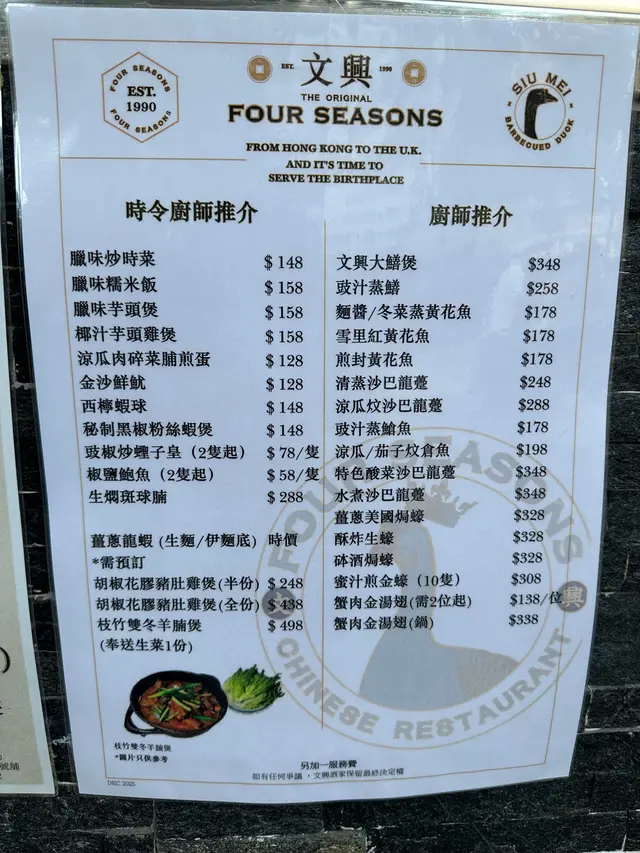 FOUR SEASONS
EST.
1990
FOUR SEASONS
EST. 文興 1990
THE ORIGINAL
FOUR SEASONS
SIU MEI
BARBECUED DUCK
FROM HONG KONG TO THE U.K.
AND IT'S TIME TO
SERVE THE BIRTHPLACE
時令廚師推介
臘味炒時菜 $ 148
臘味糯米飯 $ 158
臘味芋頭煲 $ 158
椰汁芋頭雞煲 $ 158
涼瓜肉碎菜脯煎蛋 $ 128
金沙鮮魷 $ 128
西檸蝦球 $ 148
秘制黑椒粉絲蝦煲 $ 148
豉椒炒蟶子皇（2隻起） $ 78/隻
椒鹽鮑魚（2隻起） $ 58/隻
生燜斑球腩 $ 288
薑蔥龍蝦 (生麵/伊麵底) 時價
*需預訂
胡椒花膠豬肚雞煲(半份) $ 248
胡椒花膠豬肚雞煲(全份) $ 438
枝竹雙冬羊腩煲 $ 498
(奉送生菜1份)
廚師推介
文興大鱔煲 $348
豉汁蒸鱔 $258
麵醬/冬菜蒸黃花魚 $178
雪里紅黃花魚 $178
煎封黃花魚 $178
清蒸沙巴龍躉 $248
涼瓜炆沙巴龍躉 $288
豉汁蒸鯧魚 $178
涼瓜/茄子炆倉魚 $198
特色酸菜沙巴龍躉 $348
水煮沙巴龍躉 $348
薑蔥美國焗蠔 $328
酥炸生蠔 $328
砵酒焗蠔 $328
蜜汁煎金蠔（10隻） $308
蟹肉金湯翅(需2位起) $138/位
蟹肉金湯翅(鍋) $338
FOUR SEASONS
興
CHINESE RESTAURANT
枝竹雙冬羊腩煲
*圖片只供參考
另加一服務費
如有任何爭議，文興酒家保留最終決定權
DEC 2025